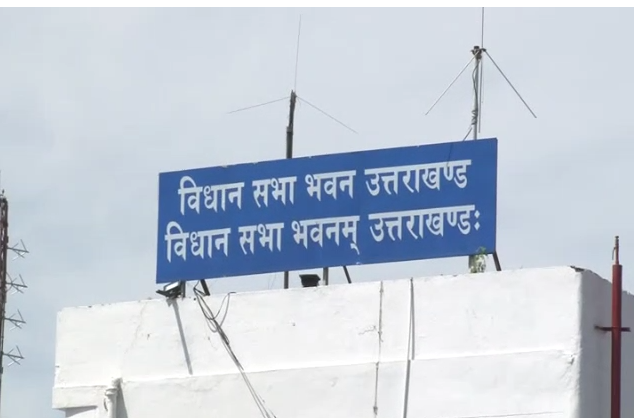 विधान सभा भवन उत्तराखण्ड
विधान सभा भवनम् उत्तराखण्डः